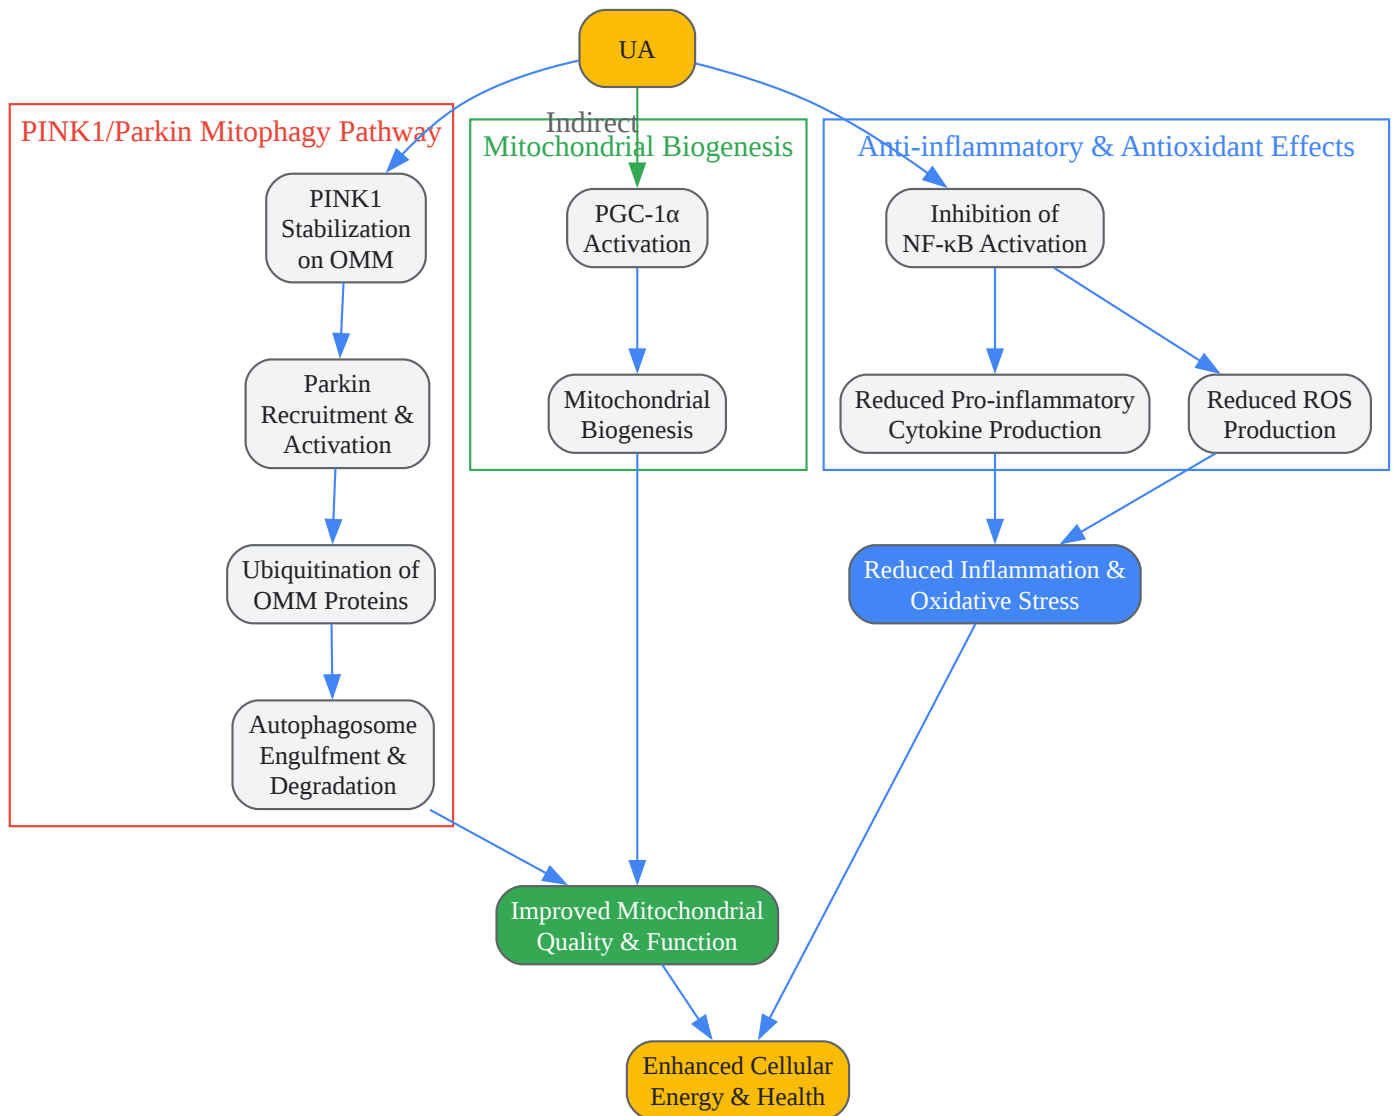 UA
Indirect
PINK1/Parkin Mitophagy Pathway
Mitochondrial Biogenesis
Anti-inflammatory & Antioxidant Effects
PINK1
Stabilization
on OMM
PGC-1α
Activation
Inhibition of
NF-κB Activation
Parkin
Recruitment &
Activation
Mitochondrial
Biogenesis
Reduced Pro-inflammatory
Cytokine Production
Reduced ROS
Production
Ubiquitination of
OMM Proteins
Reduced Inflammation &
Oxidative Stress
Autophagosome
Engulfment &
Degradation
Improved Mitochondrial
Quality & Function
Enhanced Cellular
Energy & Health